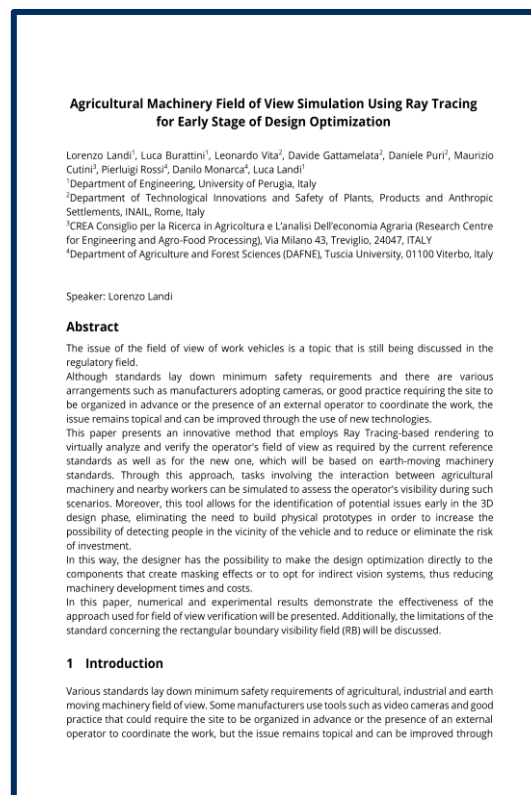 Agricultural Machinery Field of View Simulation Using Ray Tracing
for Early Stage of Design Optimization
Lorenzo Landi¹, Luca Burattini¹, Leonardo Vita², Davide Gattamelata², Daniele Puri², Maurizio
Cutini³, Pierluigi Rossi⁴, Danilo Monarca⁴, Luca Landi¹
¹Department of Engineering, University of Perugia, Italy
²Department of Technological Innovations and Safety of Plants, Products and Anthropic
Settlements, INAIL, Rome, Italy
³CREA Consiglio per la Ricerca in Agricoltura e L'analisi Dell'economia Agraria (Research Centre
for Engineering and Agro-Food Processing), Via Milano 43, Treviglio, 24047, ITALY
⁴Department of Agriculture and Forest Sciences (DAFNE), Tuscia University, 01100 Viterbo, Italy
Speaker: Lorenzo Landi
Abstract
The issue of the field of view of work vehicles is a topic that is still being discussed in the
regulatory field.
Although standards lay down minimum safety requirements and there are various
arrangements such as manufacturers adopting cameras, or good practice requiring the site to
be organized in advance or the presence of an external operator to coordinate the work, the
issue remains topical and can be improved through the use of new technologies.
This paper presents an innovative method that employs Ray Tracing-based rendering to
virtually analyze and verify the operator's field of view as required by the current reference
standards as well as for the new one, which will be based on earth-moving machinery
standards. Through this approach, tasks involving the interaction between agricultural
machinery and nearby workers can be simulated to assess the operator's visibility during such
scenarios. Moreover, this tool allows for the identification of potential issues early in the 3D
design phase, eliminating the need to build physical prototypes in order to increase the
possibility of detecting people in the vicinity of the vehicle and to reduce or eliminate the risk
of investment.
In this way, the designer has the possibility to make the design optimization directly to the
components that create masking effects or to opt for indirect vision systems, thus reducing
machinery development times and costs.
In this paper, numerical and experimental results demonstrate the effectiveness of the
approach used for field of view verification will be presented. Additionally, the limitations of the
standard concerning the rectangular boundary visibility field (RB) will be discussed.
1 Introduction
Various standards lay down minimum safety requirements of agricultural, industrial and earth
moving machinery field of view. Some manufacturers use tools such as video cameras and good
practice that could require the site to be organized in advance or the presence of an external
operator to coordinate the work, but the issue remains topical and can be improved through